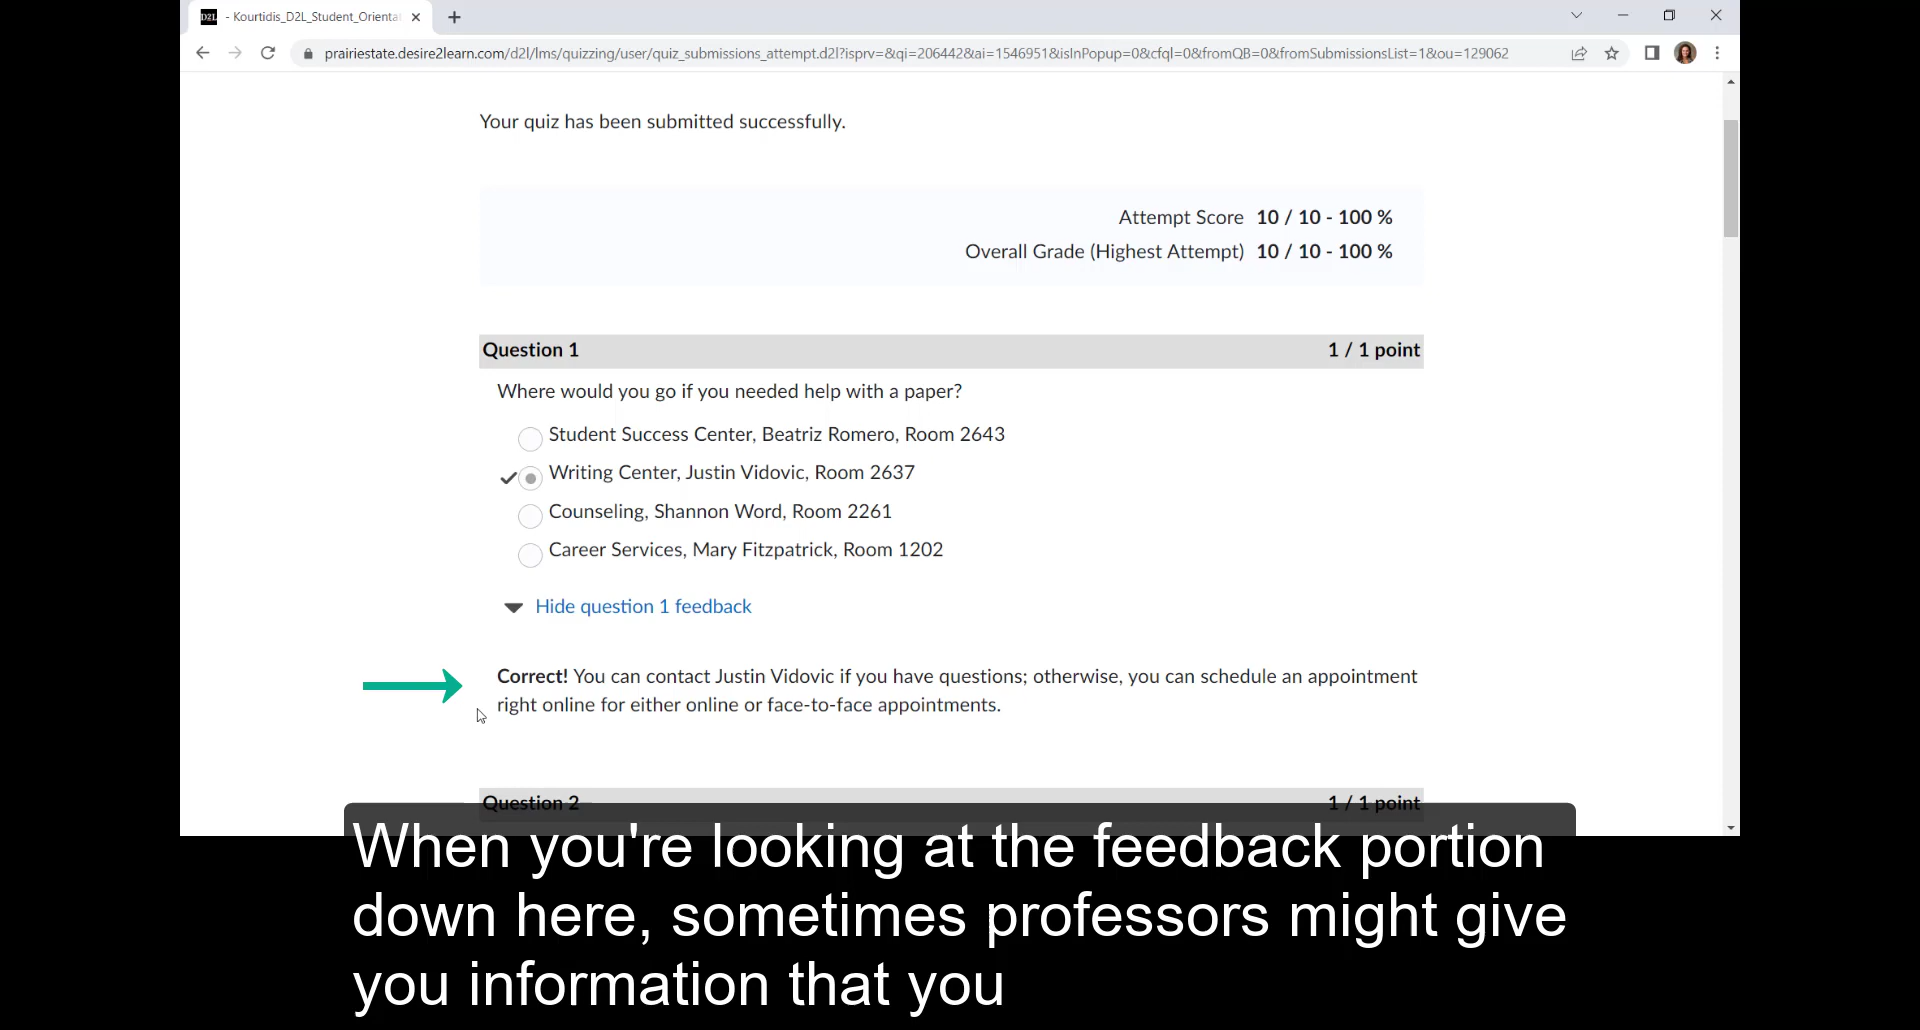 D2L - Kourtidis_D2L_Student_Orienta
prairiestate.desire2learn.com/d2l/lms/quizzing/user/quiz_submissions_attempt.d2l?isprv=&qi=206442&ai=1546951&isInPopup=0&cfql=0&fromQB=0&fromSubmissionsList=1&ou=129062
Your quiz has been submitted successfully.
Attempt Score 10 / 10 - 100 %
Overall Grade (Highest Attempt) 10 / 10 - 100 %
Question 1 1 / 1 point
Where would you go if you needed help with a paper?
Student Success Center, Beatriz Romero, Room 2643
Writing Center, Justin Vidovic, Room 2637
Counseling, Shannon Word, Room 2261
Career Services, Mary Fitzpatrick, Room 1202
Hide question 1 feedback
Correct! You can contact Justin Vidovic if you have questions; otherwise, you can schedule an appointment
right online for either online or face-to-face appointments.
Question 2 1 / 1 point
When you're looking at the feedback portion
down here, sometimes professors might give
you information that you